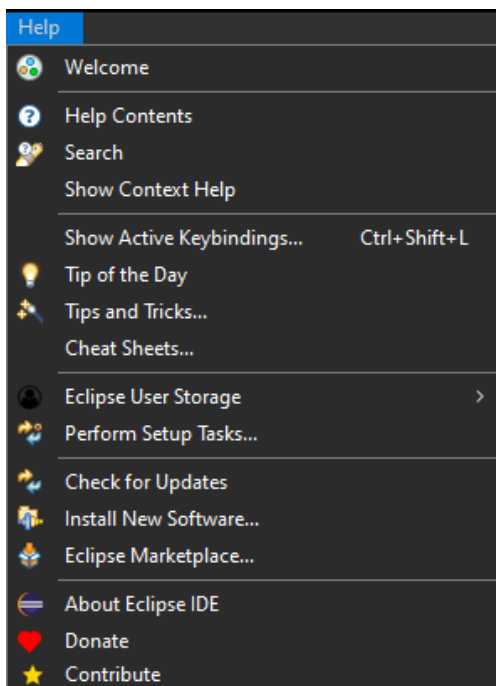 Help
Welcome
Help Contents
Search
Show Context Help
Show Active Keybindings... Ctrl+Shift+L
Tip of the Day
Tips and Tricks...
Cheat Sheets...
Eclipse User Storage
Perform Setup Tasks...
Check for Updates
Install New Software...
Eclipse Marketplace...
About Eclipse IDE
Donate
Contribute